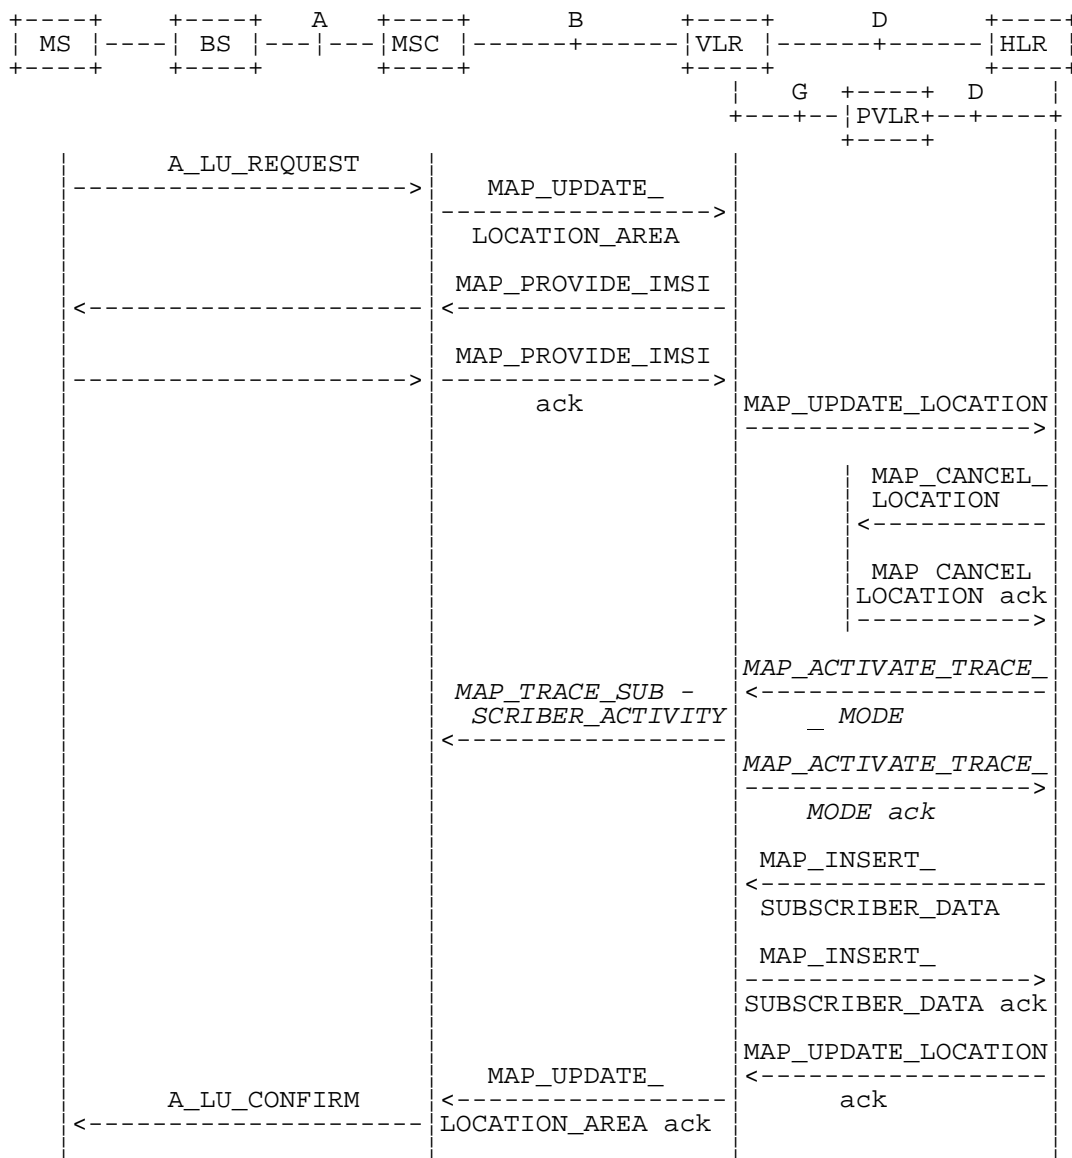 A B D
MS BS MSC VLR HLR
G D
PVLR
A_LU_REQUEST
MAP_UPDATE_
LOCATION_AREA
MAP_PROVIDE_IMSI
MAP_PROVIDE_IMSI
ack MAP_UPDATE_LOCATION
MAP_CANCEL_
LOCATION
MAP CANCEL
LOCATION ack
MAP_ACTIVATE_TRACE_
MAP_TRACE_SUB -
SCRIBER_ACTIVITY _ MODE
MAP_ACTIVATE_TRACE_
MODE ack
MAP_INSERT_
SUBSCRIBER_DATA
MAP_INSERT_
SUBSCRIBER_DATA ack
MAP_UPDATE_LOCATION
MAP_UPDATE_
A_LU_CONFIRM ack
LOCATION_AREA ack